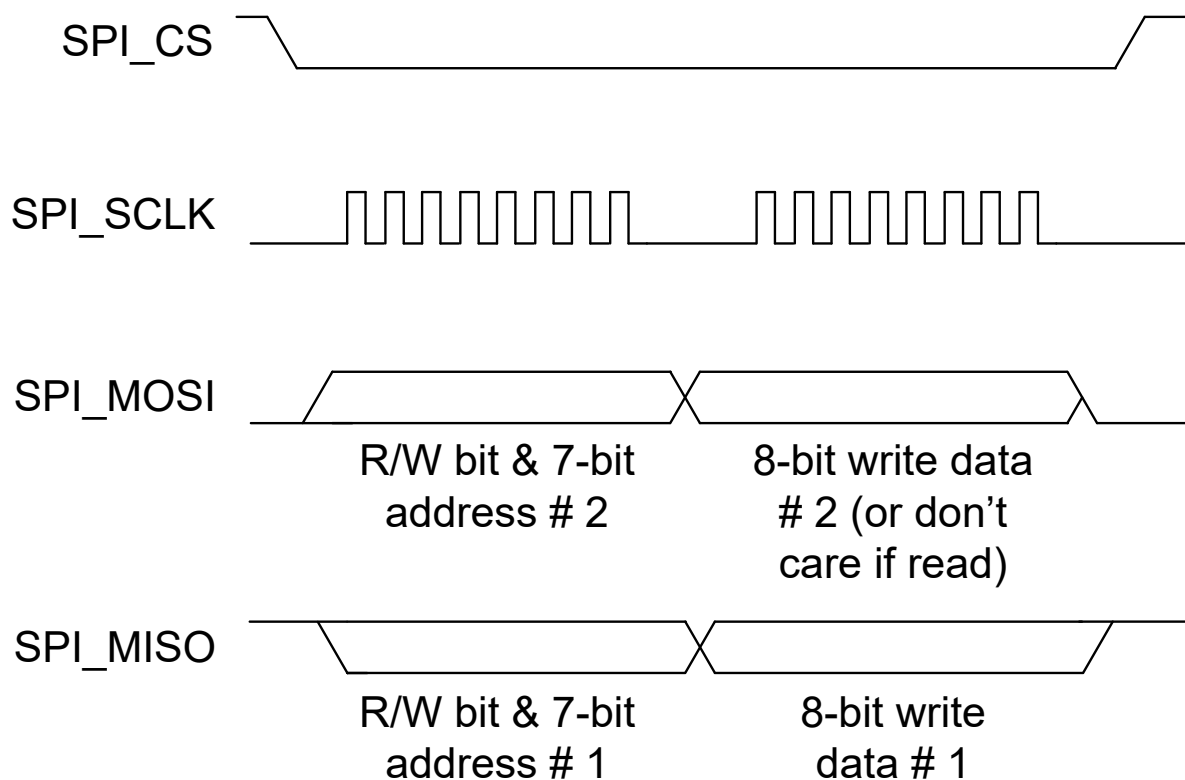 SPI_CS
SPI_SCLK
SPI_MOSI
R/W bit & 7-bit
address # 2
8-bit write data
# 2 (or don’t
care if read)
SPI_MISO
R/W bit & 7-bit
address # 1
8-bit write
data # 1